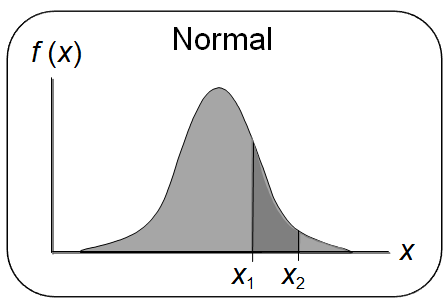 Normal
f (x)
x
x₁ x₂